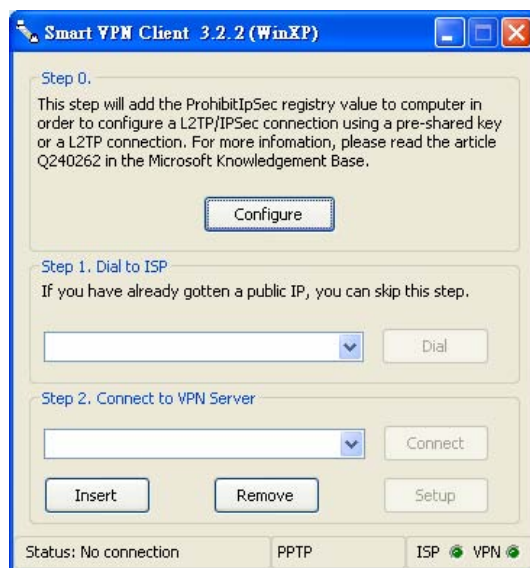 Smart VPN Client 3.2.2 (WinXP)
Step 0.
This step will add the ProhibitIpSec registry value to computer in
order to configure a L2TP/IPSec connection using a pre-shared key
or a L2TP connection. For more infomation, please read the article
Q240262 in the Microsoft Knowledgement Base.
Configure
Step 1. Dial to ISP
If you have already gotten a public IP, you can skip this step.
Dial
Step 2. Connect to VPN Server
Connect
Insert Remove Setup
Status: No connection PPTP ISP VPN